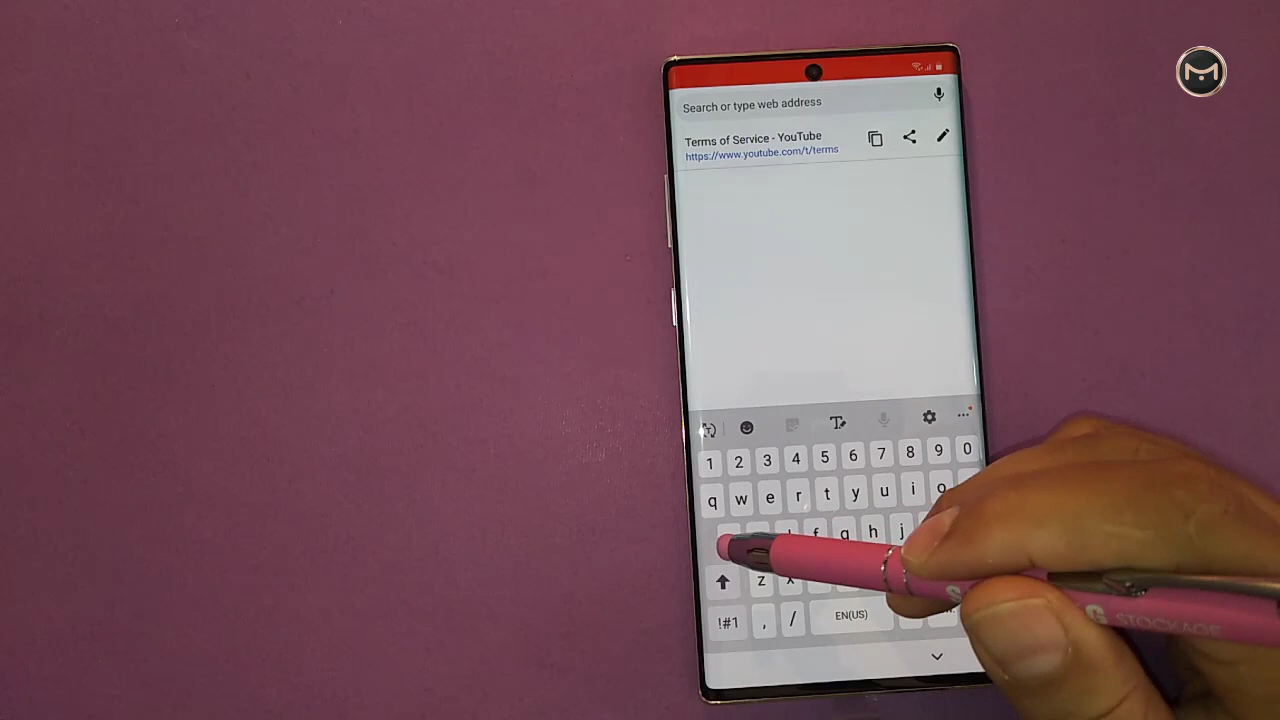 Search or type web address
Terms of Service - YouTube
https://www.youtube.com/t/terms
1 2 3 4 5 6 7 8 9 0
q w e r t y u i o
f g h j
z x
!#1 , / EN(US)
G STOCKAGE